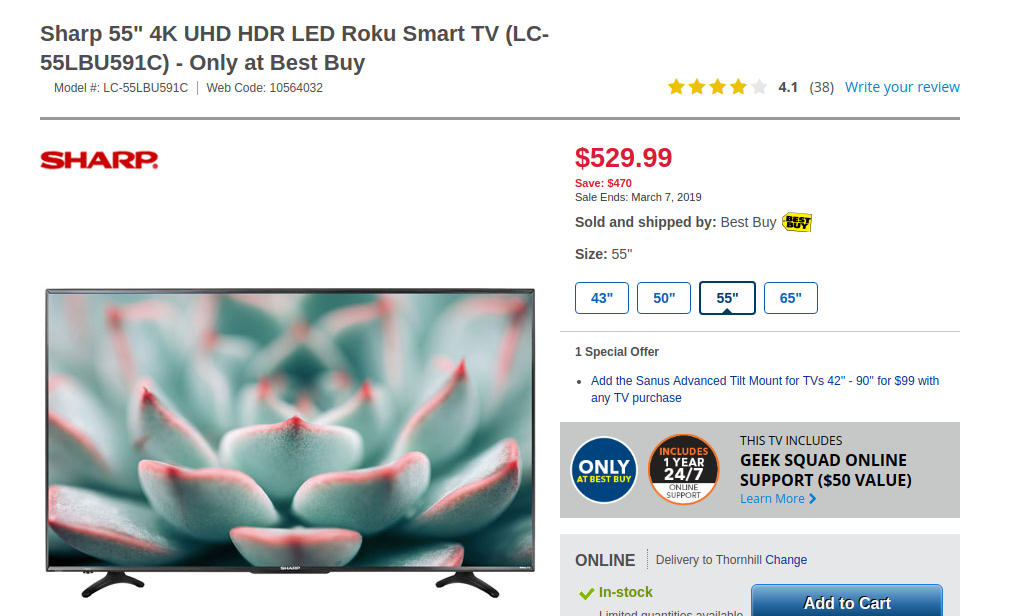 Sharp 55" 4K UHD HDR LED Roku Smart TV (LC-
55LBU591C) - Only at Best Buy
Model #: LC-55LBU591C | Web Code: 10564032
4.1 (38) Write your review
SHARP
$529.99
Save: $470
Sale Ends: March 7, 2019
Sold and shipped by: Best Buy BEST BUY
Size: 55"
43" 50" 55" 65"
1 Special Offer
• Add the Sanus Advanced Tilt Mount for TVs 42" - 90" for $99 with
any TV purchase
ONLY
AT BEST BUY
INCLUDES
1 YEAR
24/7
ONLINE
SUPPORT
THIS TV INCLUDES
GEEK SQUAD ONLINE
SUPPORT ($50 VALUE)
Learn More
SHARP
ONLINE Delivery to Thornhill Change
In-stock
Limited quantities available
Add to Cart